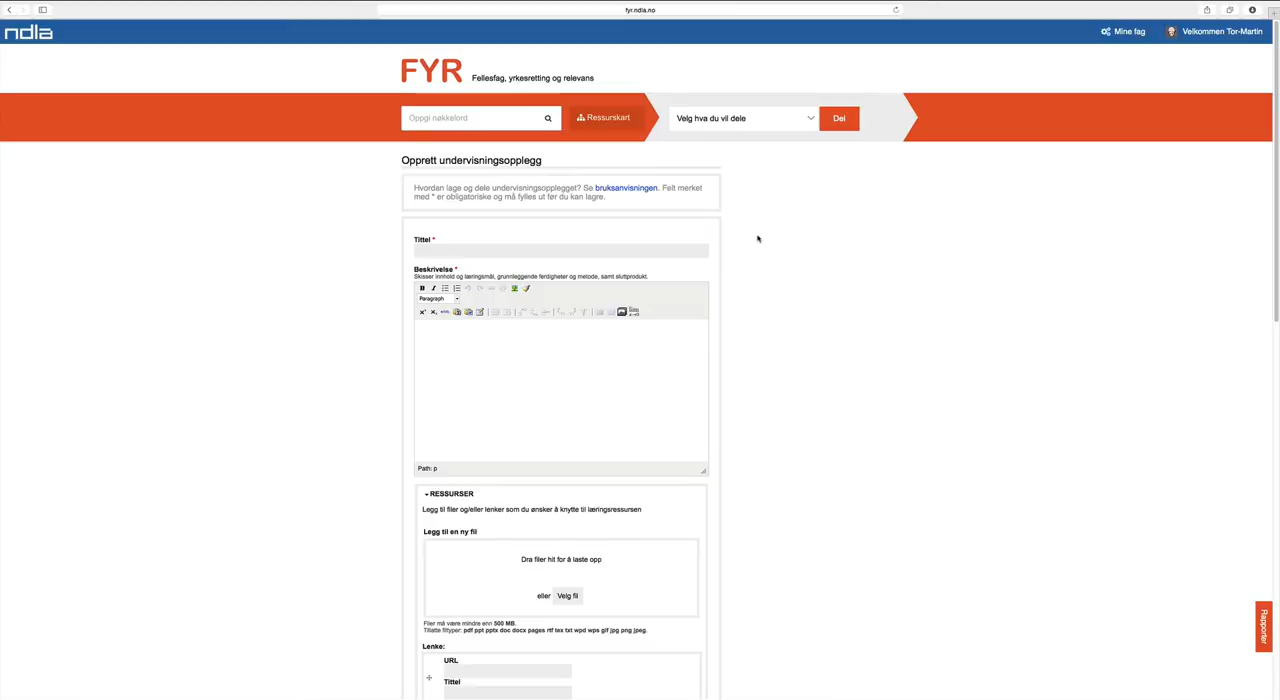 fyr.ndla.no
ndla
Mine fag
Velkommen Tor-Martin
FYR Fellesfag, yrkesretting og relevans
Oppgi nøkkelord
Ressurskart
Velg hva du vil dele
Del
Opprett undervisningsopplegg
Hvordan lage og dele undervisningsopplegget? Se bruksanvisningen. Felt merket
med * er obligatoriske og må fylles ut før du kan lagre.
Tittel *
Beskrivelse *
Skisser innhold og læringsmål, grunnleggende ferdigheter og metode, samt sluttprodukt.
Paragraph
Path: p
RESSURSER
Legg til filer og/eller lenker som du ønsker å knytte til læringsressursen
Legg til en ny fil
Dra filer hit for å laste opp
eller Velg fil
Filer må være mindre enn 500 MB.
Tillatte filtyper: pdf ppt pptx doc docx pages rtf tex txt wpd wps gif jpg png jpeg.
Lenke:
URL
Tittel
Rapporter